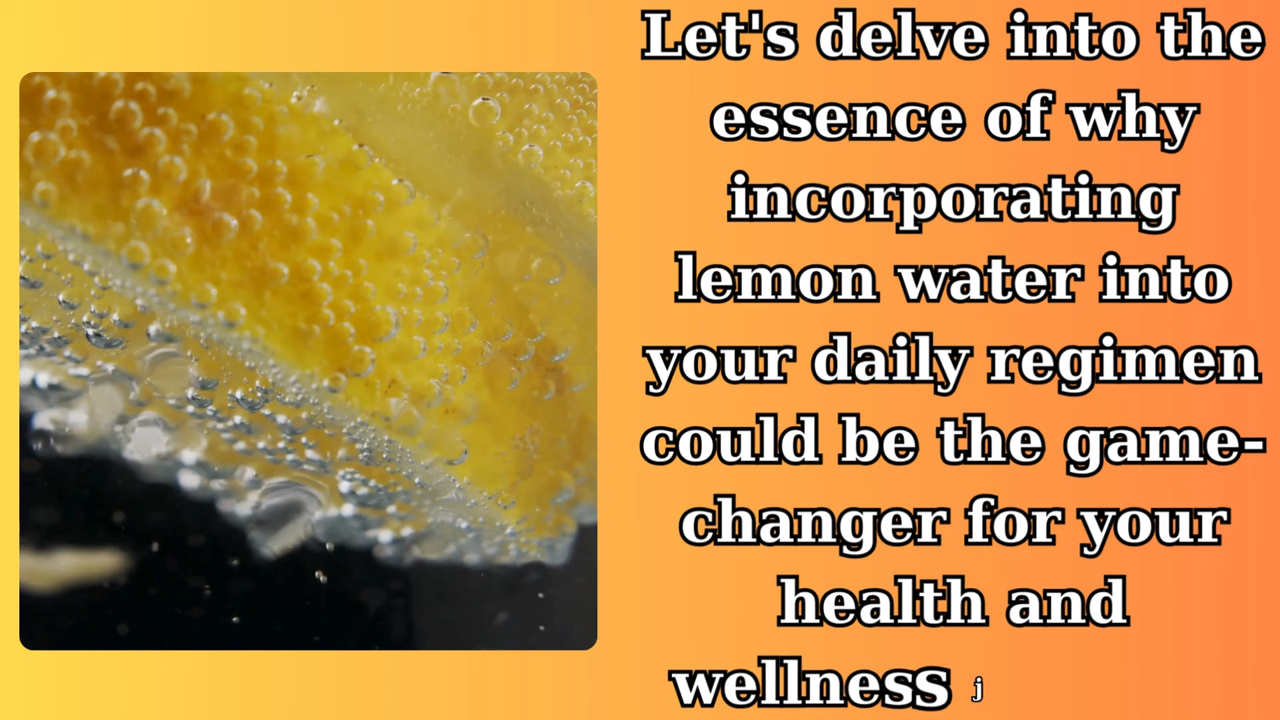 Let's delve into the
essence of why
incorporating
lemon water into
your daily regimen
could be the game-
changer for your
health and
wellness j